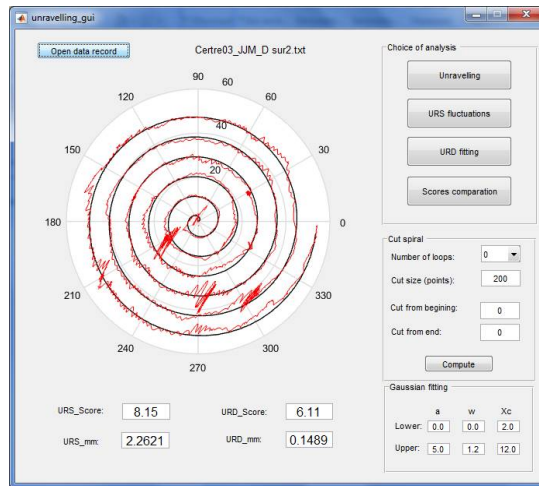 unravelling_gui
Open data record
Certre03_JJM_D sur2.txt
Choice of analysis
Unravelling
URS fluctuations
URD fitting
Scores comparation
90
60
120
60
40
150
30
20
180
0
210
330
240
300
270
Cut spiral
Number of loops: 0
Cut size (points): 200
Cut from begining: 0
Cut from end: 0
Compute
Gaussian fitting
a w Xc
Lower: 0.0 0.0 2.0
Upper: 5.0 1.2 12.0
URS_Score: 8.15 URD_Score: 6.11
URS_mm: 2.2621 URD_mm: 0.1489